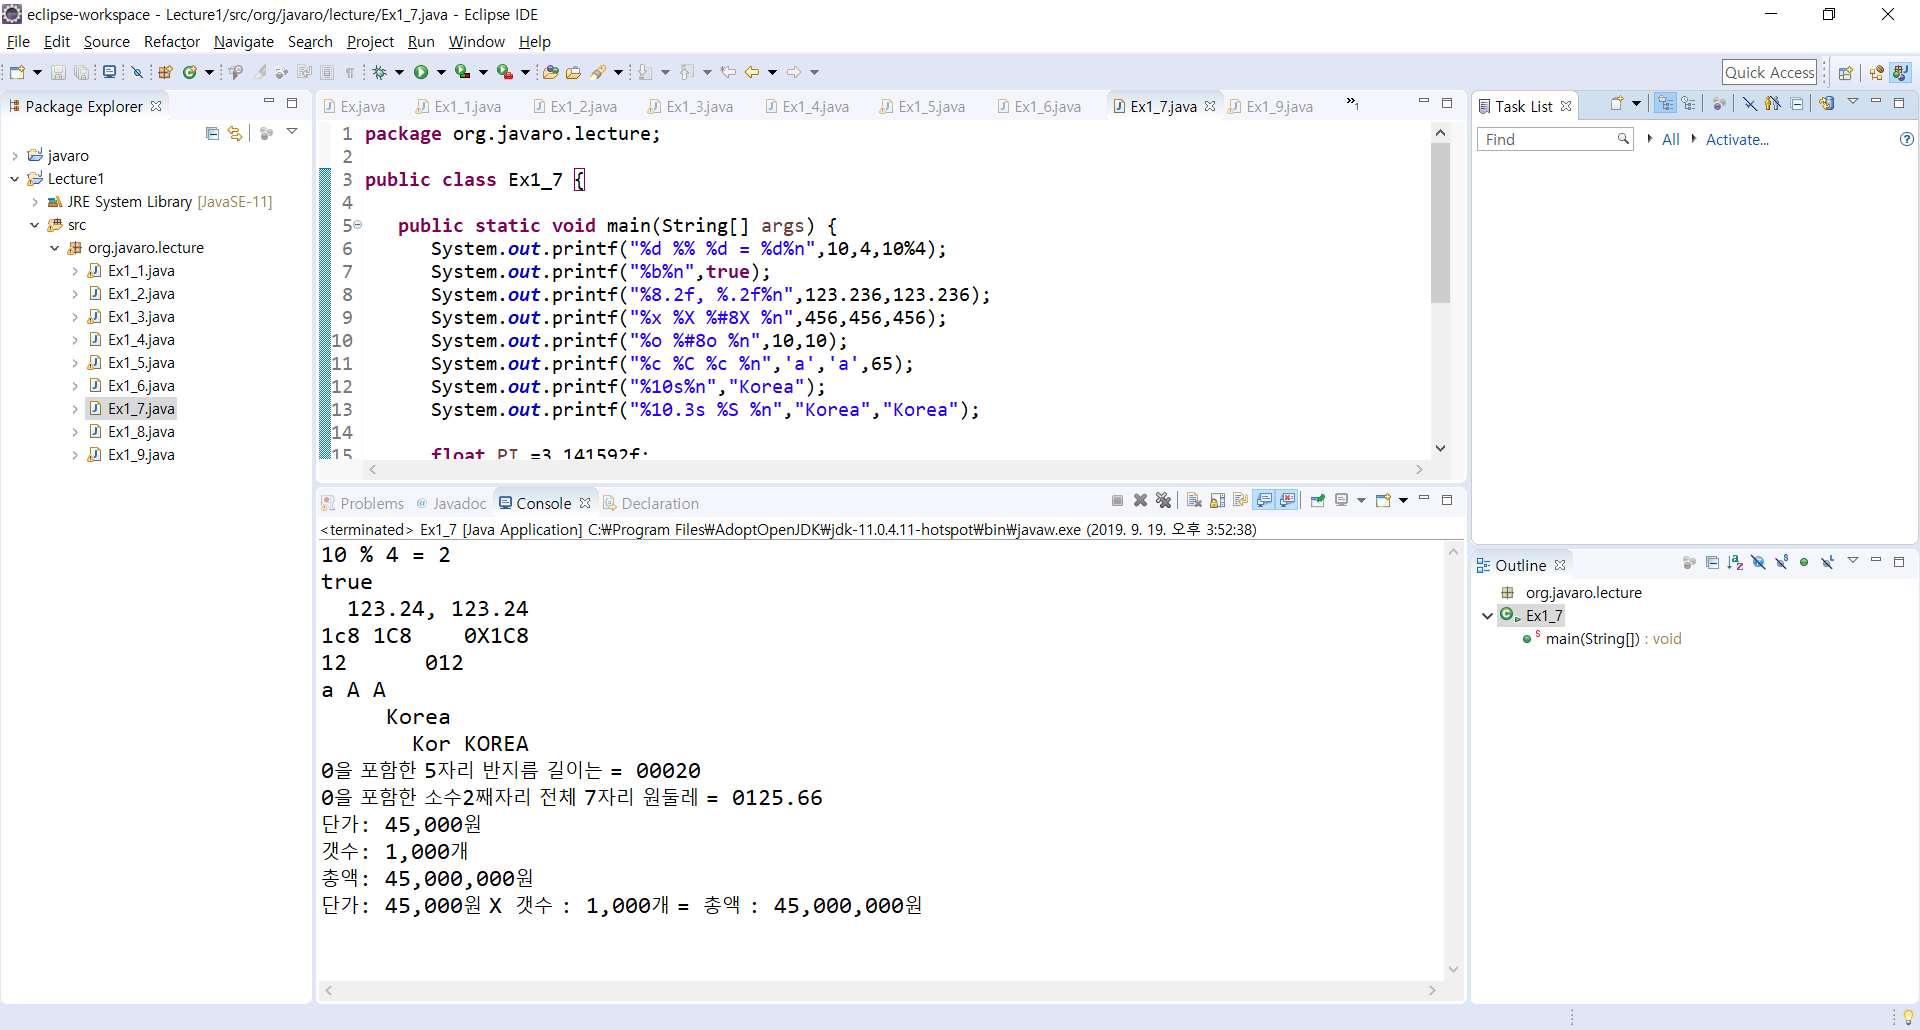 eclipse-workspace - Lecture1/src/org/javaro/lecture/Ex1_7.java - Eclipse IDE
File Edit Source Refactor Navigate Search Project Run Window Help
Quick Access
Package Explorer
javaro
Lecture1
JRE System Library [JavaSE-11]
src
org.javaro.lecture
Ex1_1.java
Ex1_2.java
Ex1_3.java
Ex1_4.java
Ex1_5.java
Ex1_6.java
Ex1_7.java
Ex1_8.java
Ex1_9.java
Ex.java Ex1_1.java Ex1_2.java Ex1_3.java Ex1_4.java Ex1_5.java Ex1_6.java Ex1_7.java Ex1_9.java »1
1 package org.javaro.lecture;
2
3 public class Ex1_7 {
4
5 public static void main(String[] args) {
6 System.out.printf("%d %% %d = %d%n",10,4,10%4);
7 System.out.printf("%b%n",true);
8 System.out.printf("%8.2f, %.2f%n",123.236,123.236);
9 System.out.printf("%x %X %#8X %n",456,456,456);
10 System.out.printf("%o %#8o %n",10,10);
11 System.out.printf("%c %C %c %n",'a','a',65);
12 System.out.printf("%10s%n","Korea");
13 System.out.printf("%10.3s %S %n","Korea","Korea");
14
15 float PI =3.141592f;
Problems @ Javadoc Console Declaration
<terminated> Ex1_7 [Java Application] C:₩Program Files₩AdoptOpenJDK₩jdk-11.0.4.11-hotspot₩bin₩javaw.exe (2019. 9. 19. 오후 3:52:38)
10 % 4 = 2
true
123.24, 123.24
1c8 1C8 0X1C8
12 012
a A A
Korea
Kor KOREA
0을 포함한 5자리 반지름 길이는 = 00020
0을 포함한 소수2째자리 전체 7자리 원둘레 = 0125.66
단가: 45,000원
갯수: 1,000개
총액: 45,000,000원
단가: 45,000원 X 갯수 : 1,000개 = 총액 : 45,000,000원
Task List
Find All Activate...
Outline
org.javaro.lecture
Ex1_7
main(String[]) : void